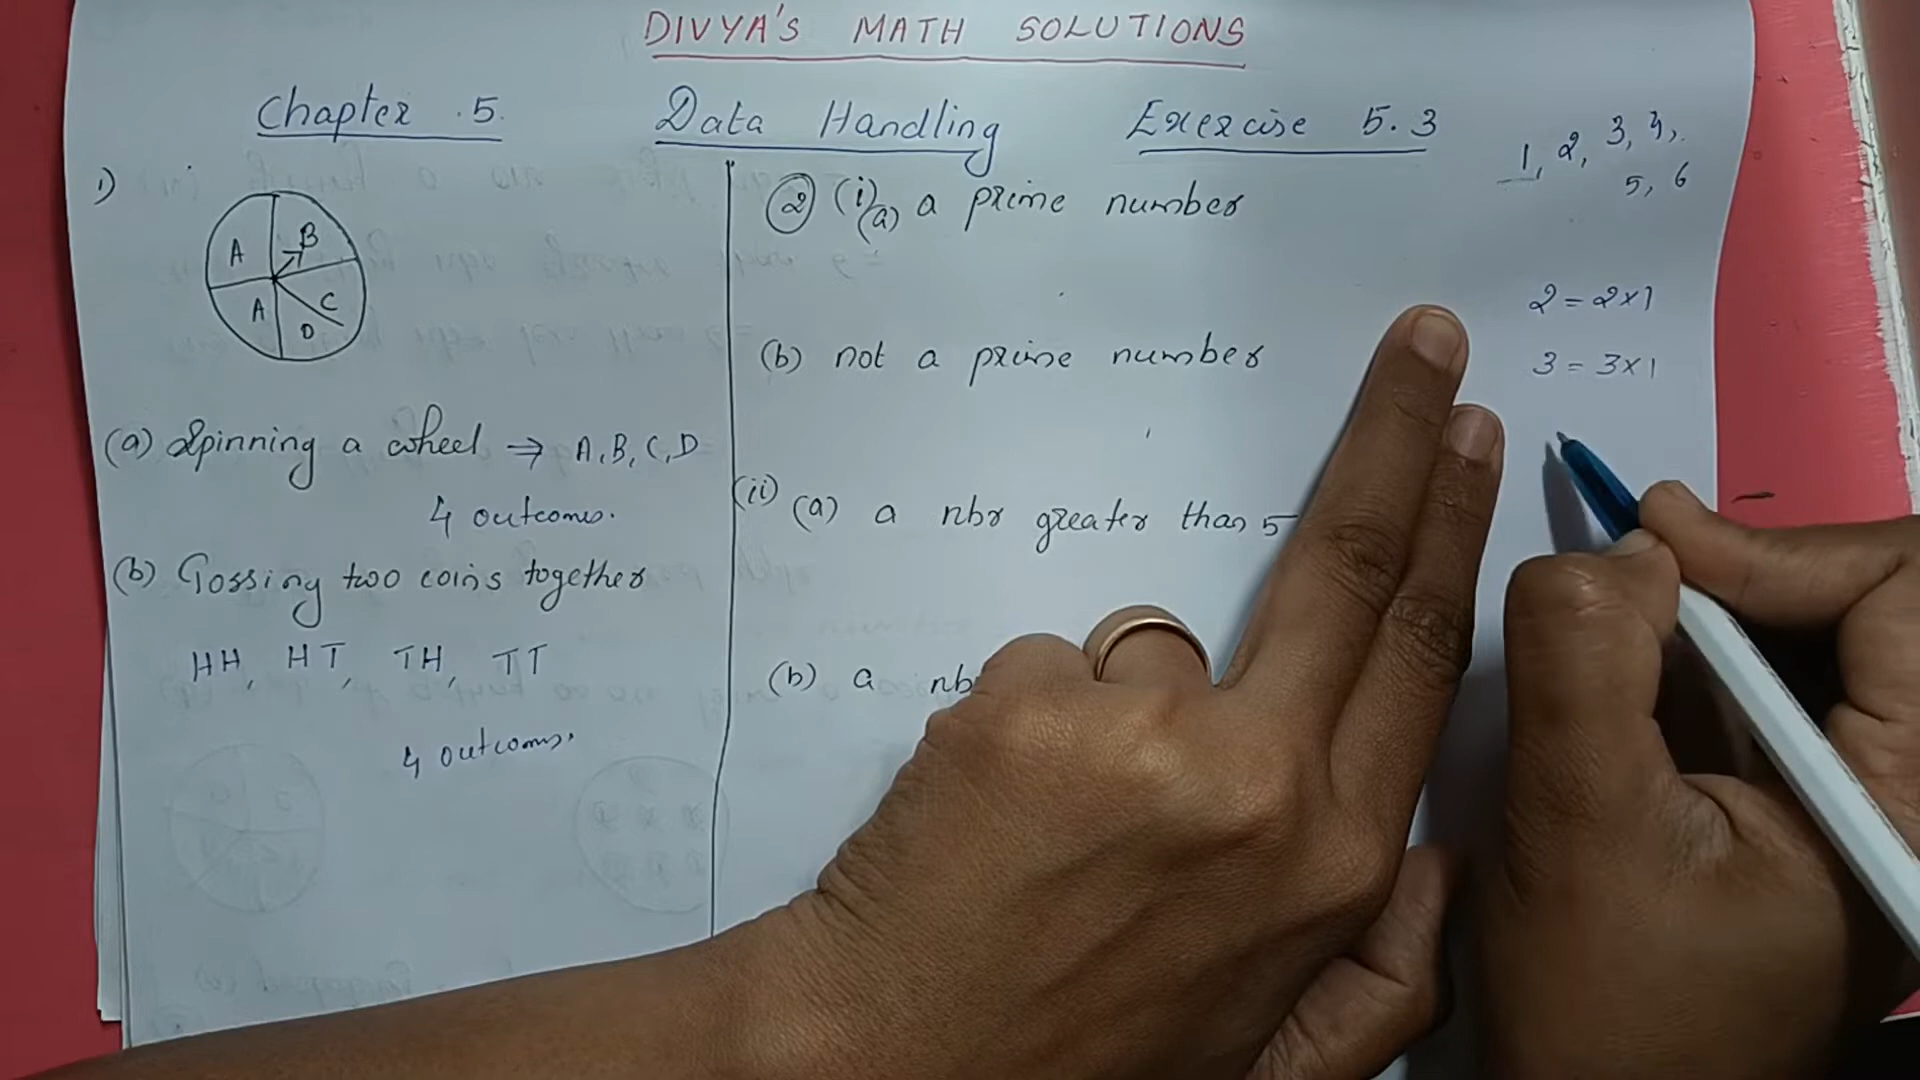 DIVYA'S MATH SOLUTIONS
Chapter .5.
Data Handling
Exercise 5.3
1)
A
B
A
C
D
(a) Spinning a wheel → A, B, C, D
4 outcomes.
(b) Tossing two coins together
HH, HT, TH, TT
4 outcomes.
2 (i) (a) a prime number
(b) not a prime number
(ii) (a) a nbr greater than 5
(b) a
1, 2, 3, 4,
5, 6
2 = 2×1
3 = 3×1